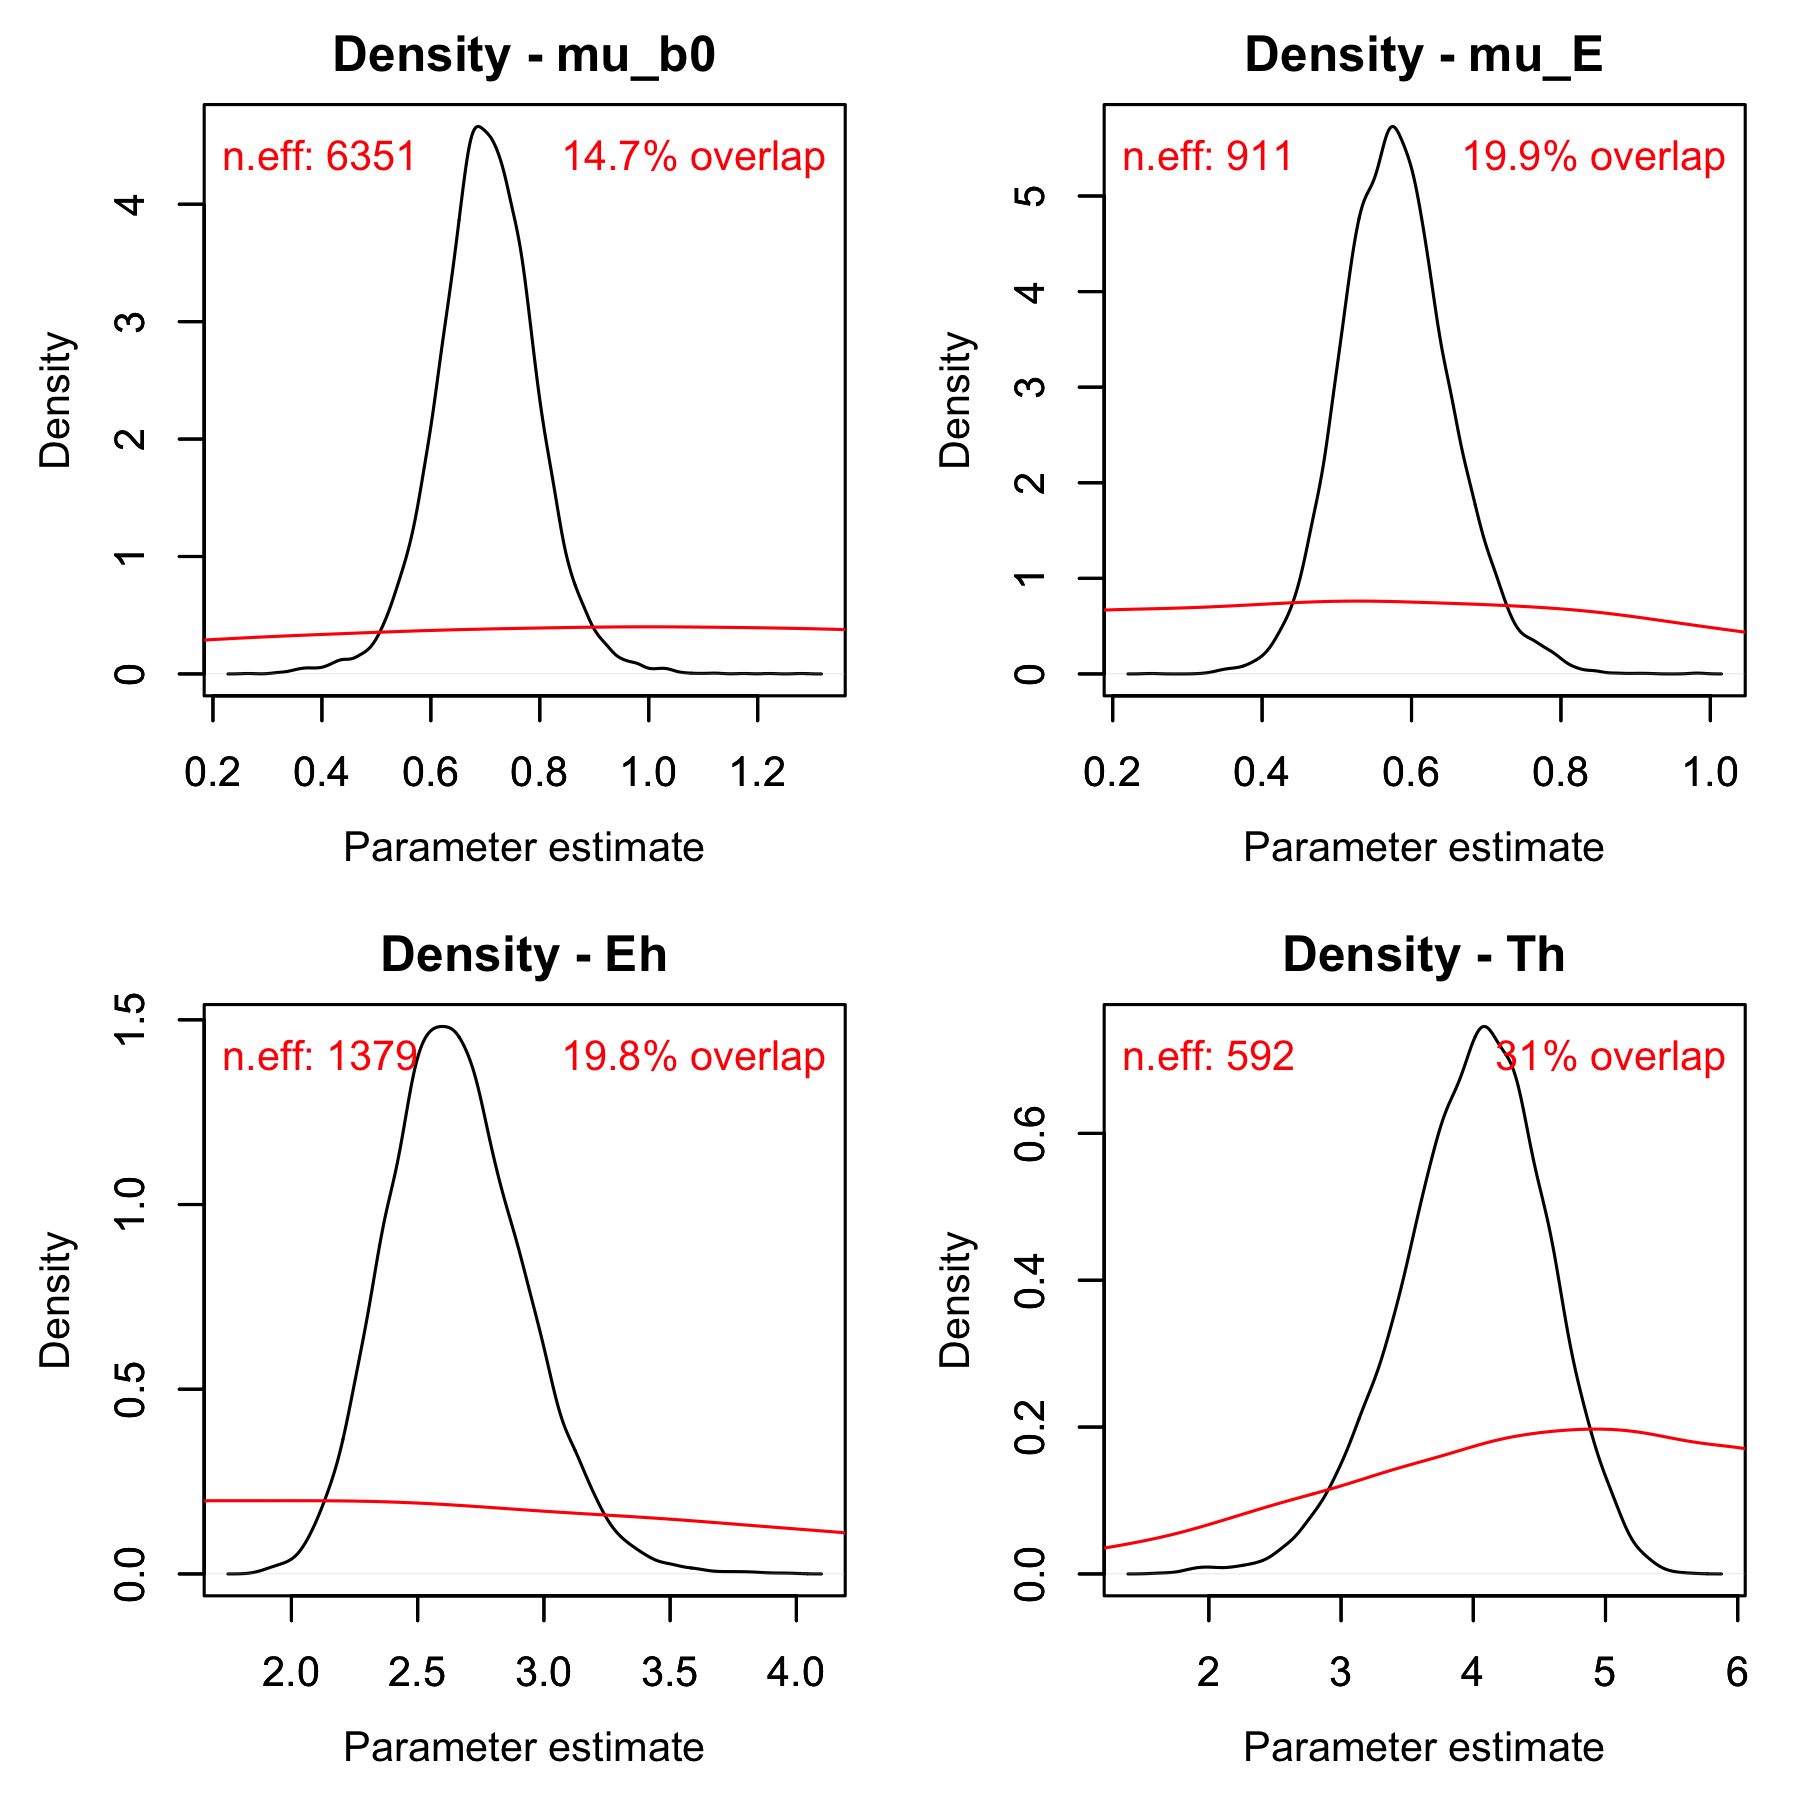 Density - mu_b0
n.eff: 6351
14.7% overlap
Density
0
1
2
3
4
0.2 0.4 0.6 0.8 1.0 1.2
Parameter estimate
Density - mu_E
n.eff: 911
19.9% overlap
Density
0
1
2
3
4
5
0.2 0.4 0.6 0.8 1.0
Parameter estimate
Density - Eh
n.eff: 1379
19.8% overlap
Density
0.0
0.5
1.0
1.5
2.0 2.5 3.0 3.5 4.0
Parameter estimate
Density - Th
n.eff: 592
31% overlap
Density
0.0
0.2
0.4
0.6
2 3 4 5 6
Parameter estimate